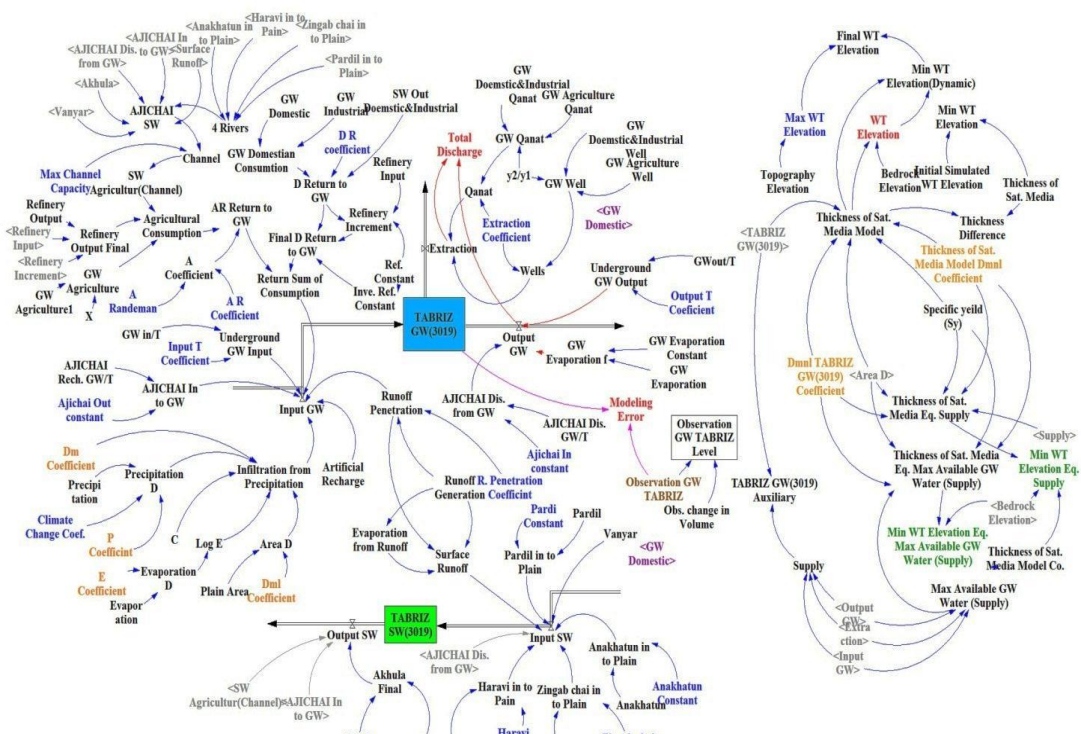 <Haravi in to
Pain>
<Anakhatun in
to Plain>
<Zingab chai in
to Plain>
<AJICHAI In
to GW>
<AJICHAI Dis.
from GW>
<Surface
Runoff>
<Pardil in to
Plain>
<Akhula>
<Vanyar>
AJICHAI
SW
4 Rivers
Channel
Max Channel
Capacity
SW
Agricultur(Channel)
Refinery
Output
<Refinery
Input>
Refinery
Output Final
<Refinery
Increment>
GW
Agriculture
GW
Agriculture1
X
Agricultural
Consumption
AR Return to
GW
A
Coefficient
A
Randeman
A R
Coefficient
GW
Domestic
GW
Industrial
SW Out
Doemstic&Industrial
GW Domestian
Consumtion
D R
coefficient
D Return to
GW
Refinery
Input
Refinery
Increment
Final D Return
to GW
Return Sum of
Consumption
Ref.
Constant
Inve. Ref.
Constant
Total
Discharge
GW
Doemstic&Industrial
Qanat
GW Agriculture
Qanat
GW Qanat
y2/y1
GW
Doemstic&Industrial
Well
GW Agriculture
Well
GW Well
Qanat
Extraction
Coefficient
Extraction
Wells
<GW
Domestic>
Underground
GW Output
GWout/T
Output T
Coeficient
TABRIZ
GW(3019)
Output
GW
GW
Evaporation f
GW Evaporation
Constant
GW
Evaporation
GW in/T
Input T
Coefficient
Underground
GW Input
AJICHAI
Rech. GW/T
Ajichai Out
constant
AJICHAI In
to GW
Input GW
Runoff
Penetration
AJICHAI Dis.
from GW
AJICHAI Dis.
GW/T
Ajichai In
constant
Modeling
Error
Observation
GW TABRIZ
Level
Observation GW
TABRIZ
Obs. change in
Volume
Dm
Coefficient
Precipi
tation
Precipitation
D
Climate
Change Coef.
P
Coefficint
Infiltration from
Precipitation
Artificial
Recharge
E
Coefficient
Evapor
ation
Evaporation
D
C
Log E
Area D
Plain Area
Dml
Coefficient
Runoff
Generation
R. Penetration
Coefficint
Evaporation
from Runoff
Surface
Runoff
Pardi
Constant
Pardil
Pardil in to
Plain
Vanyar
<GW
Domestic>
TABRIZ
SW(3019)
Output SW
Input SW
<AJICHAI Dis.
from GW>
<SW
Agricultur(Channel)>
<AJICHAI In
to GW>
Akhula
Final
Haravi in to
Pain
Zingab chai in
to Plain
Anakhatun in
to Plain
Anakhatun
Anakhatun
Constant
Haravi
Final WT
Elevation
Min WT
Elevation(Dynamic)
Max WT
Elevation
WT
Elevation
Min WT
Elevation
Topography
Elevation
Bedrock
Elevation
Initial Simulated
WT Elevation
Thickness of
Sat. Media
<TABRIZ
GW(3019)>
Thickness of Sat.
Media Model
Thickness
Difference
Thickness of Sat.
Media Model Dmnl
Coefficient
Specific yeild
(Sy)
Dmnl TABRIZ
GW(3019)
Coefficient
<Area D>
Thickness of Sat.
Media Eq. Supply
<Supply>
Thickness of Sat. Media
Eq. Max Available GW
Water (Supply)
Min WT
Elevation Eq.
Supply
TABRIZ GW(3019)
Auxiliary
<Bedrock
Elevation>
Min WT Elevation Eq.
Max Available GW
Water (Supply)
Thickness of Sat.
Media Model Co.
Supply
Max Available GW
Water (Supply)
<Output
GW>
<Extra
ction>
<Input
GW>